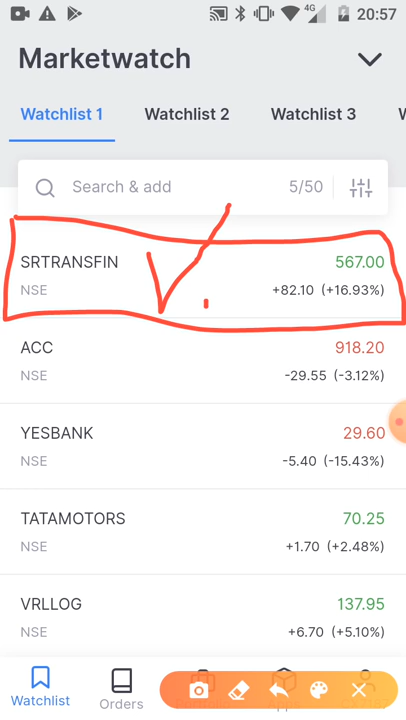 4G 20:57
Marketwatch
Watchlist 1 Watchlist 2 Watchlist 3
Search & add 5/50
SRTRANSFIN 567.00
NSE +82.10 (+16.93%)
ACC 918.20
NSE -29.55 (-3.12%)
YESBANK 29.60
NSE -5.40 (-15.43%)
TATAMOTORS 70.25
NSE +1.70 (+2.48%)
VRLLOG 137.95
NSE +6.70 (+5.10%)
Watchlist Orders